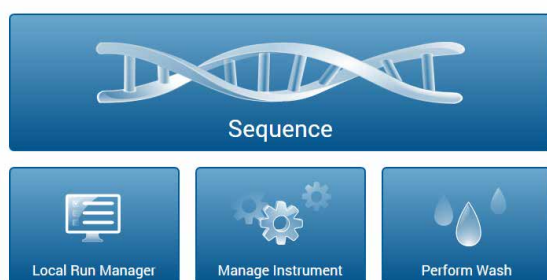 Sequence
Local Run Manager
Manage Instrument
Perform Wash